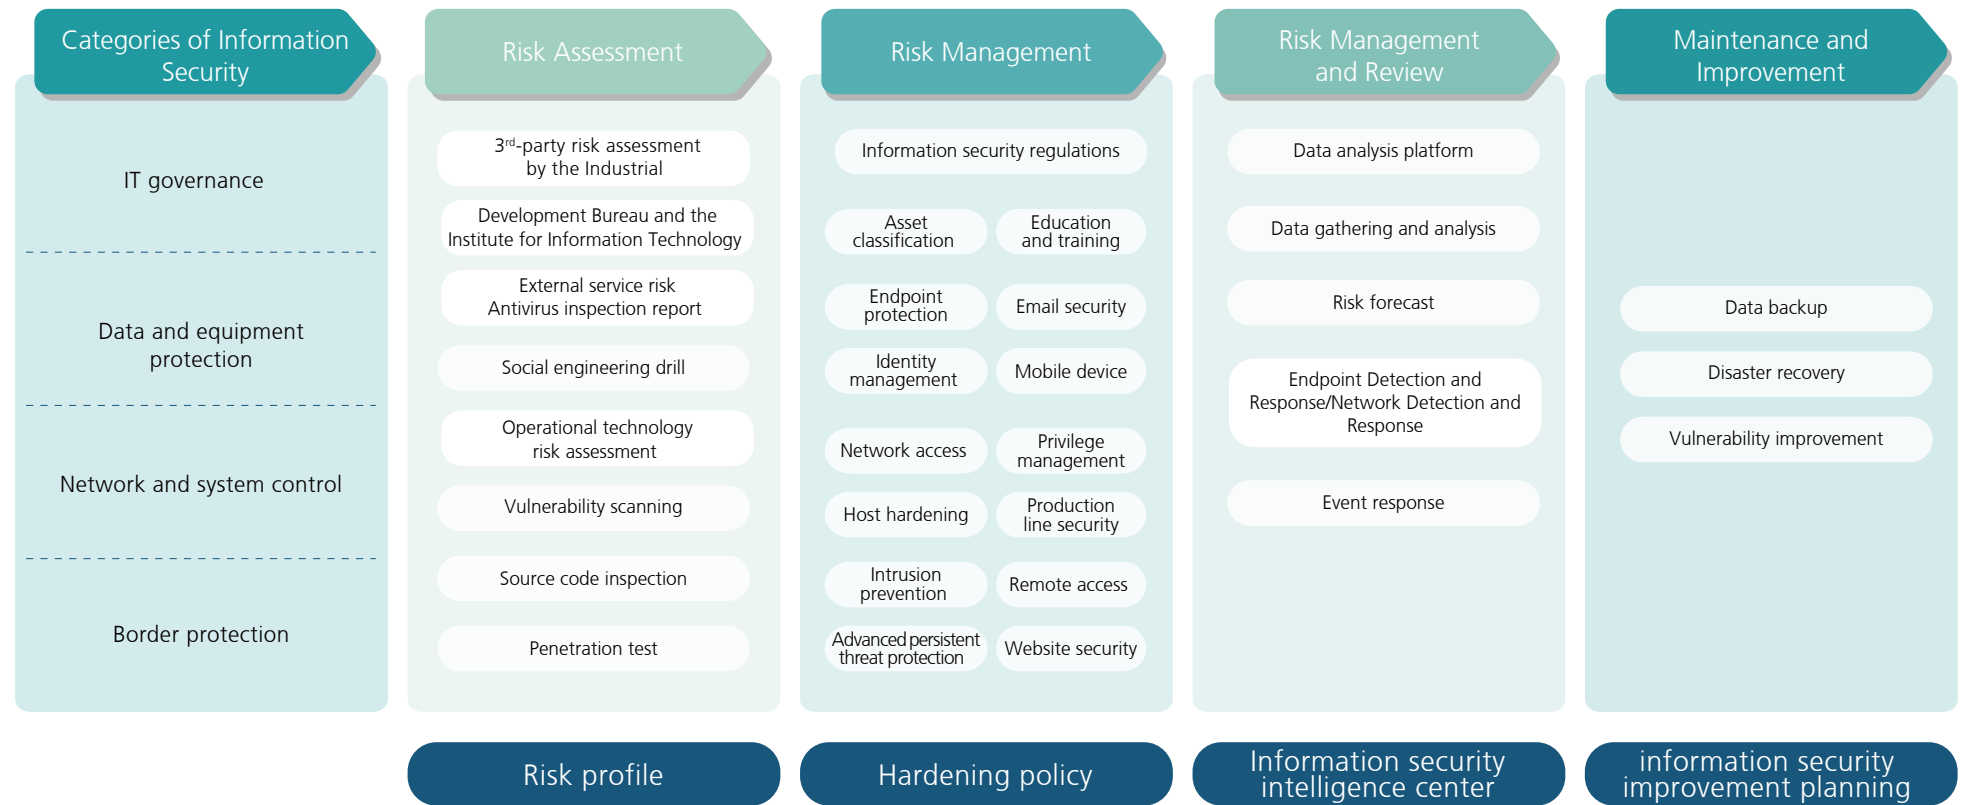 Categories of Information
Security
IT governance
Data and equipment
protection
Network and system control
Border protection
Risk Assessment
3rd-party risk assessment
by the Industrial
Development Bureau and the
Institute for Information Technology
External service risk
Antivirus inspection report
Social engineering drill
Operational technology
risk assessment
Vulnerability scanning
Source code inspection
Penetration test
Risk profile
Risk Management
Information security regulations
Asset
classification
Education
and training
Endpoint
protection
Email security
Identity
management
Mobile device
Network access
Privilege
management
Host hardening
Production
line security
Intrusion
prevention
Remote access
Advanced persistent
threat protection
Website security
Hardening policy
Risk Management
and Review
Data analysis platform
Data gathering and analysis
Risk forecast
Endpoint Detection and
Response/Network Detection and
Response
Event response
Information security
intelligence center
Maintenance and
Improvement
Data backup
Disaster recovery
Vulnerability improvement
information security
improvement planning